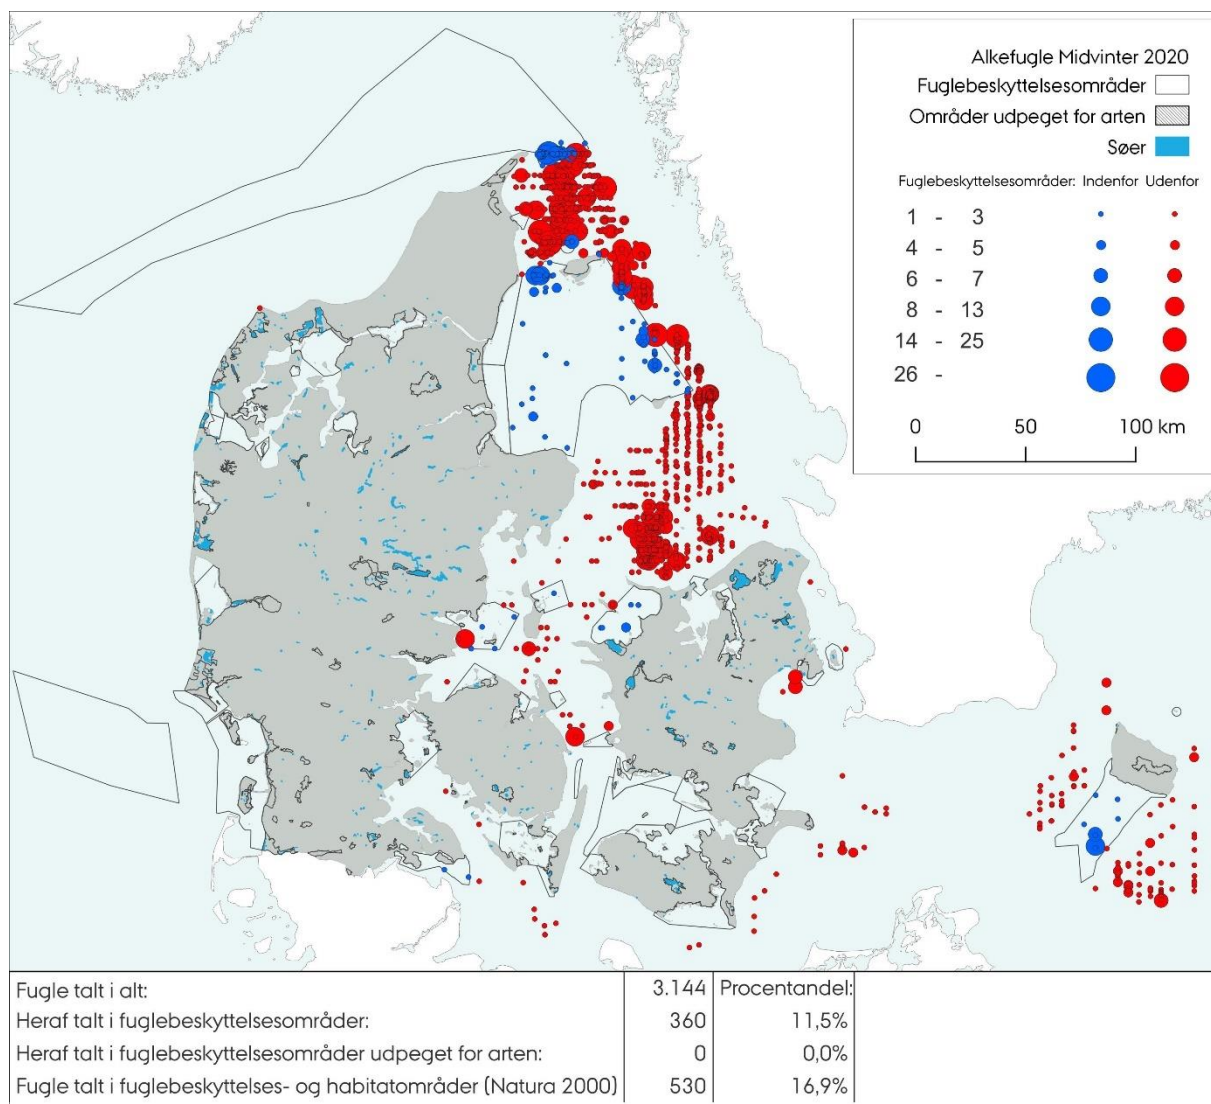 Alkefugle Midvinter 2020
Fuglebeskyttelsesområder
Områder udpeget for arten
Søer
Fuglebeskyttelsesområder: Indenfor Udenfor
1 - 3
4 - 5
6 - 7
8 - 13
14 - 25
26 -
0 50 100 km
Fugle talt i alt: 3.144 Procentandel:
Heraf talt i fuglebeskyttelsesområder: 360 11,5%
Heraf talt i fuglebeskyttelsesområder udpeget for arten: 0 0,0%
Fugle talt i fuglebeskyttelses- og habitatområder (Natura 2000) 530 16,9%